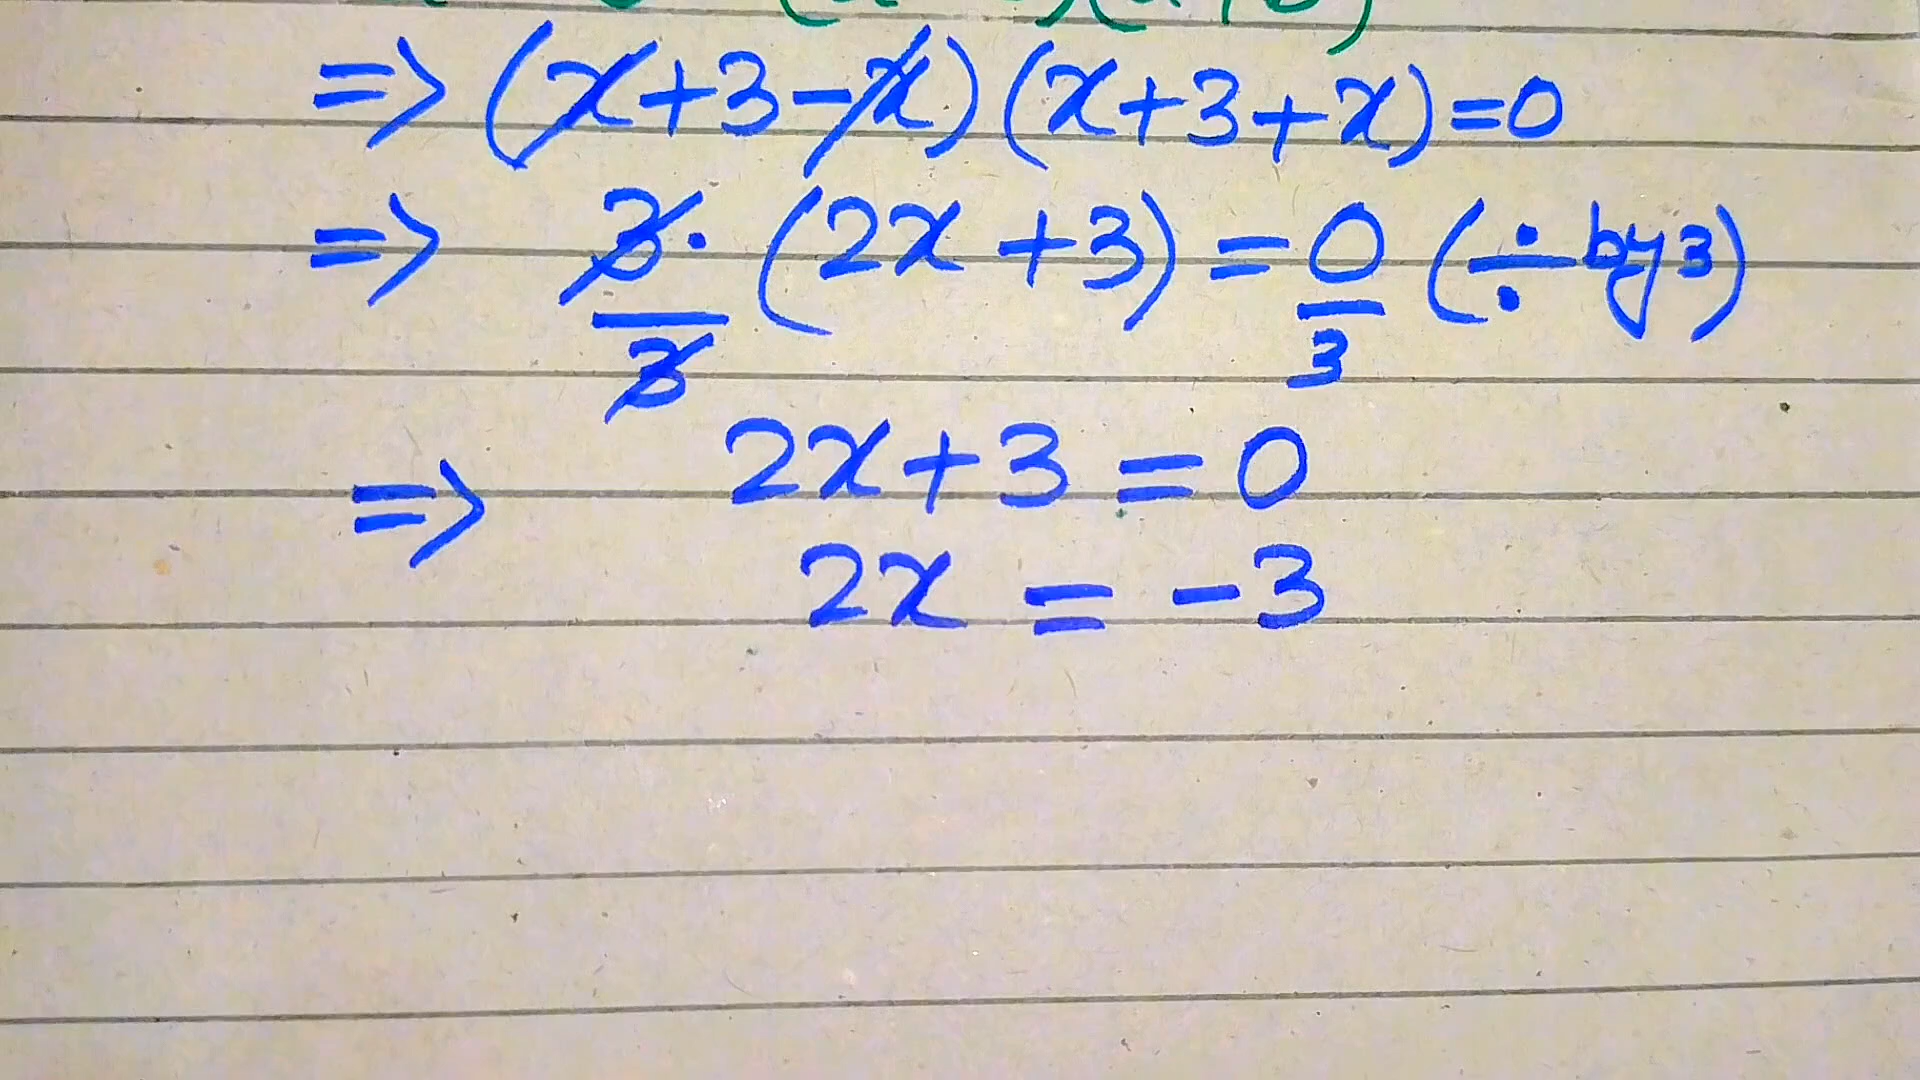 => (x+3-x)(x+3+x)=0
=> 3·/3 (2x+3)=0/3 (÷ by 3)
=> 2x+3=0
2x=-3